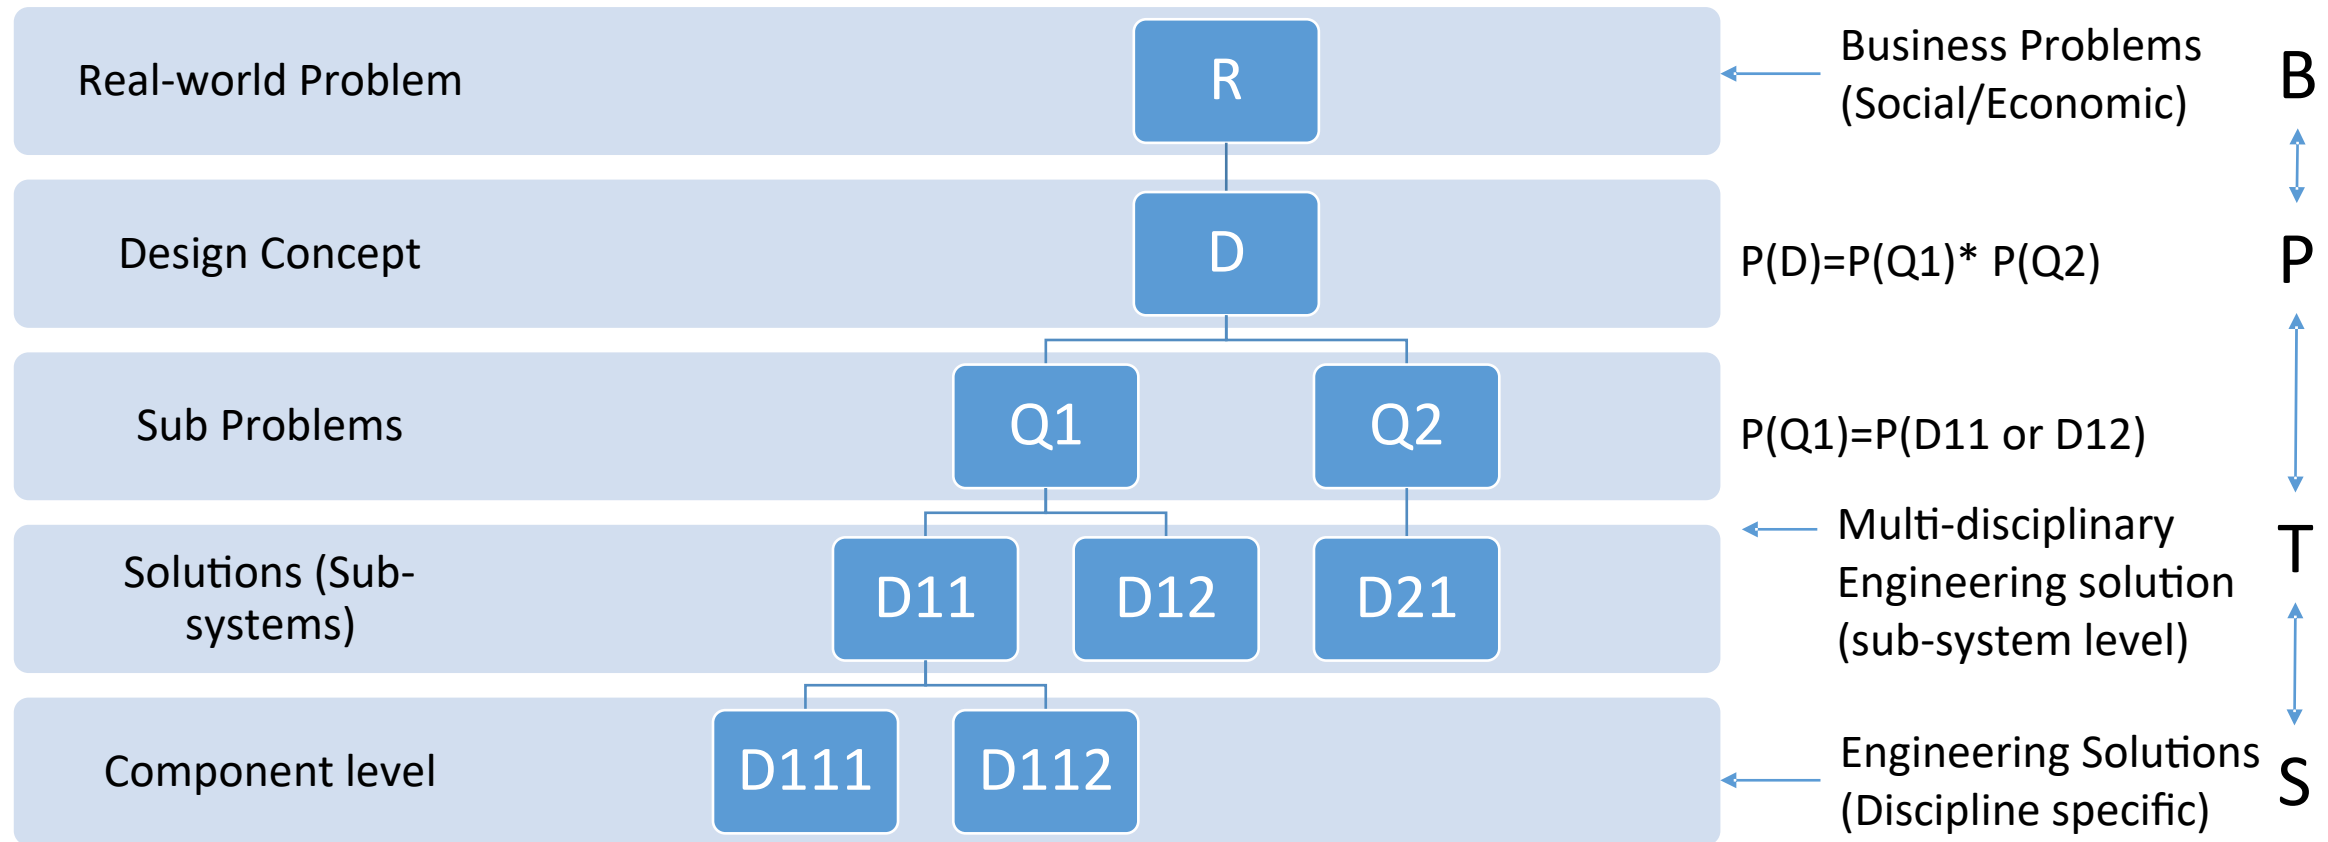 Real-world Problem
R
Business Problems
(Social/Economic)
B
Design Concept
D
P(D)=P(Q1)* P(Q2)
P
Sub Problems
Q1
Q2
P(Q1)=P(D11 or D12)
Solutions (Sub-
systems)
D11
D12
D21
Multi-disciplinary
Engineering solution
(sub-system level)
T
Component level
D111
D112
Engineering Solutions
(Discipline specific)
S